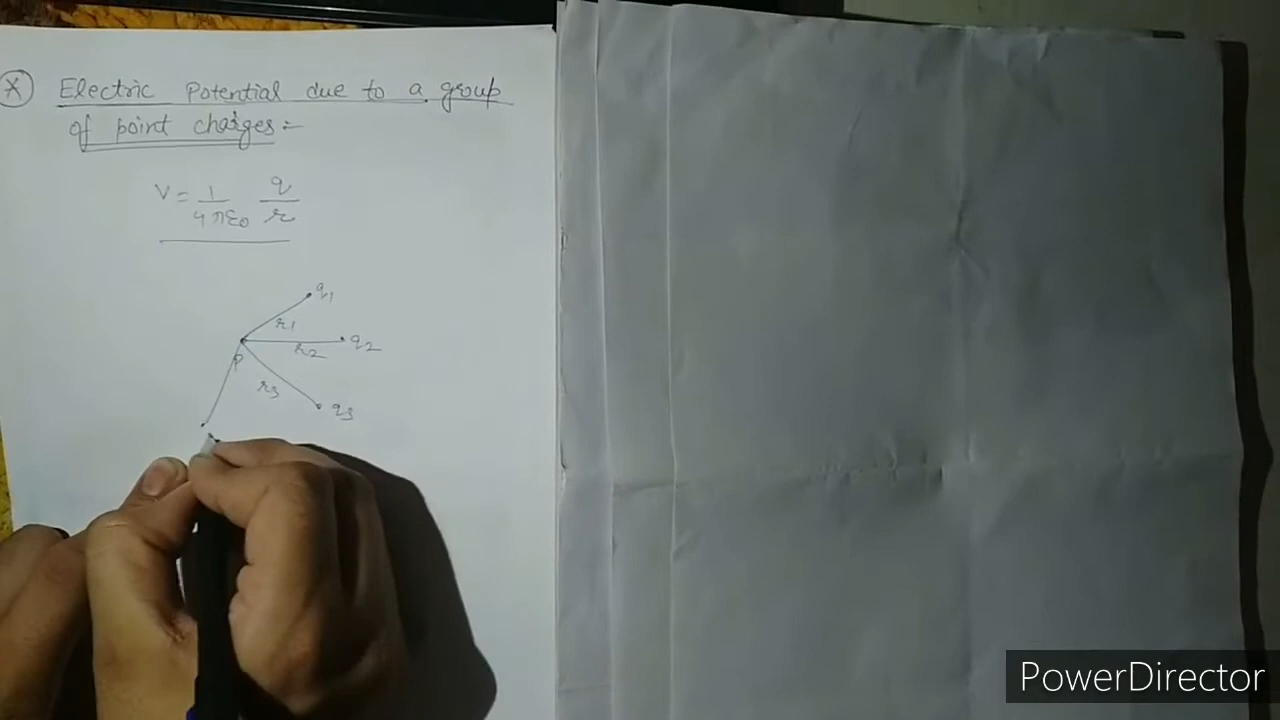 X Electric Potential due to a group
of point charges :-
V = 1/4πε0 q/r
q1
r1
r2 q2
P
r3
q3
PowerDirector